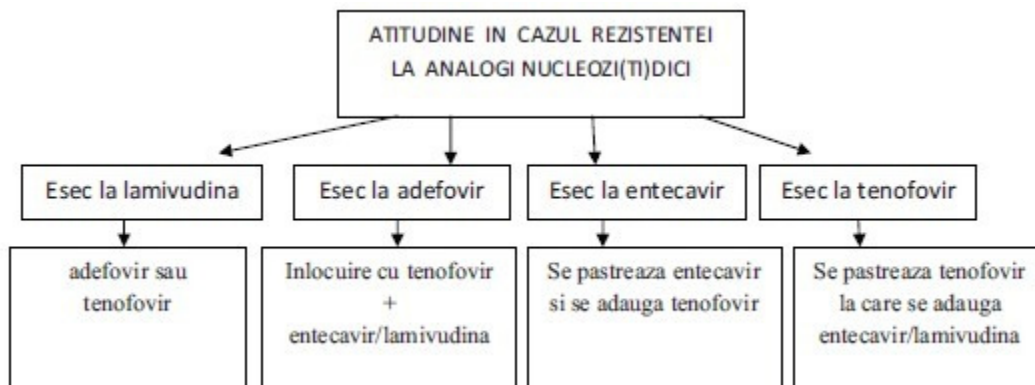 ATITUDINE IN CAZUL REZISTENTEI
LA ANALOGI NUCLEOZI(TI)DICI
Esec la lamivudina
Esec la adefovir
Esec la entecavir
Esec la tenofovir
adefovir sau
tenofovir
Inlocuire cu tenofovir
+
entecavir/lamivudina
Se pastreaza entecavir
si se adauga tenofovir
Se pastreaza tenofovir
la care se adauga
entecavir/lamivudina